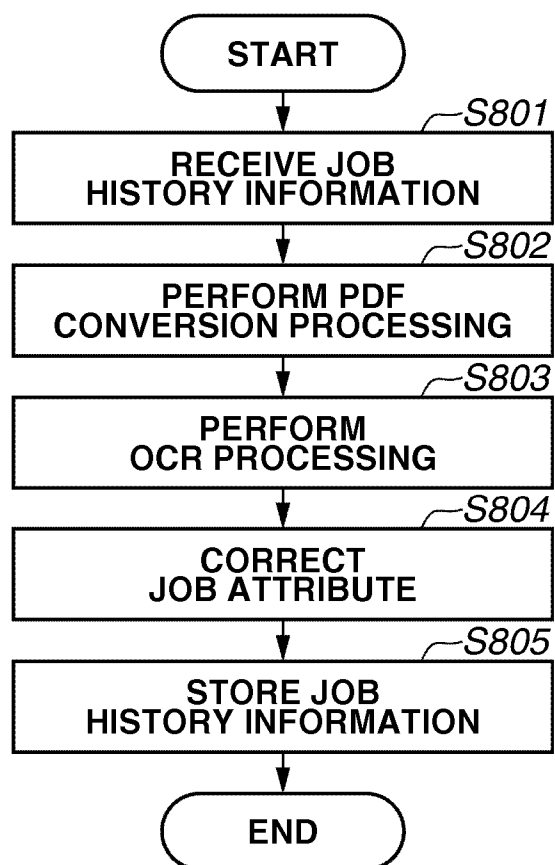 START
S801
RECEIVE JOB
HISTORY INFORMATION
S802
PERFORM PDF
CONVERSION PROCESSING
S803
PERFORM
OCR PROCESSING
S804
CORRECT
JOB ATTRIBUTE
S805
STORE JOB
HISTORY INFORMATION
END